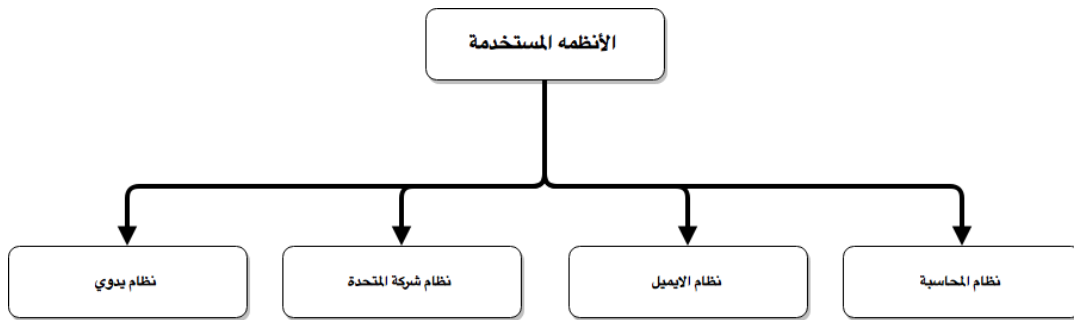 الأنظمه المستخدمة
نظام المحاسبة
نظام الايميل
نظام شركة المتحدة
نظام يدوي